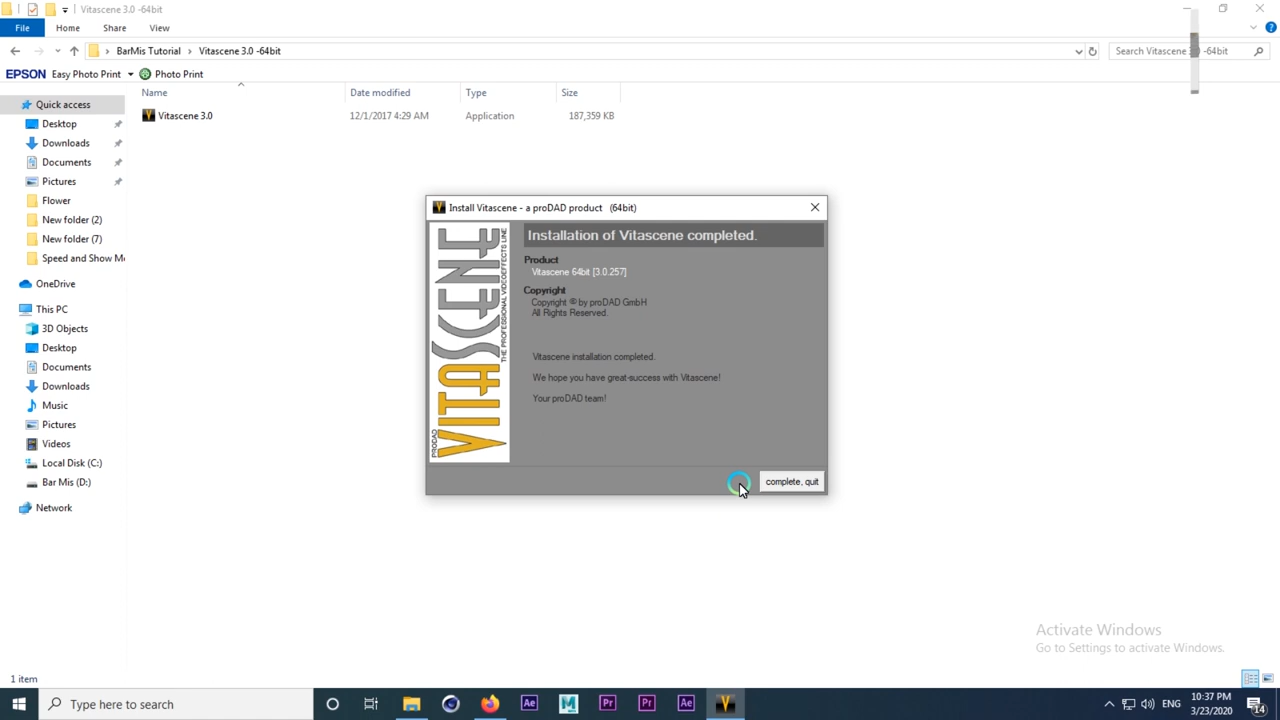 Vitascene 3.0 -64bit
File Home Share View
BarMis Tutorial Vitascene 3.0 -64bit Search Vitascene 3.0 -64bit
EPSON Easy Photo Print Photo Print
Name Date modified Type Size
Vitascene 3.0 12/1/2017 4:29 AM Application 187,359 KB
Quick access
Desktop
Downloads
Documents
Pictures
Flower
New folder (2)
New folder (7)
Speed and Show Mo
OneDrive
This PC
3D Objects
Desktop
Documents
Downloads
Music
Pictures
Videos
Local Disk (C:)
Bar Mis (D:)
Network
Install Vitascene - a proDAD product (64bit)
PRODAD VITASCENE
THE PROFESSIONAL VIDEOEFFECTS LINE
Installation of Vitascene completed.
Product
Vitascene 64bit [3.0.257]
Copyright
Copyright © by proDAD GmbH
All Rights Reserved.
Vitascene installation completed.
We hope you have great-success with Vitascene!
Your proDAD team!
complete, quit
Activate Windows
Go to Settings to activate Windows.
1 item
Type here to search
Ae M Pr Pr Ae V
ENG
10:37 PM
3/23/2020
14